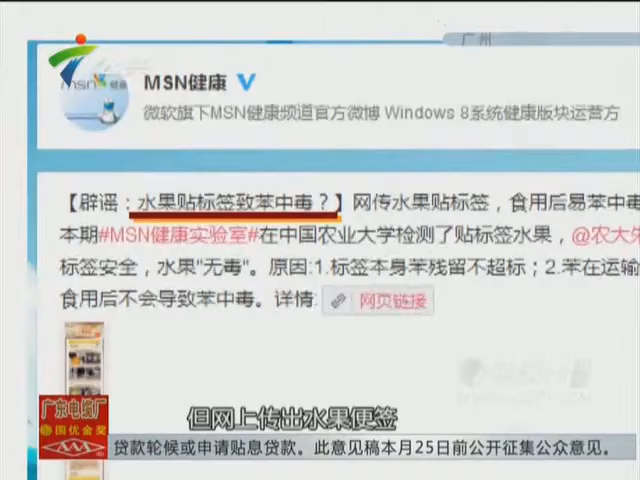 广州
msn 健康
MSN健康
微软旗下MSN健康频道官方微博 Windows 8系统健康版块运营方
【辟谣：水果贴标签致苯中毒？】网传水果贴标签，食用后易苯中毒
本期#MSN健康实验室#在中国农业大学检测了贴标签水果，@农大朱
标签安全，水果"无毒"。原因:1.标签本身苯残留不超标；2.苯在运输
食用后不会导致苯中毒。详情: 网页链接
但网上传出水果便签
广东电缆厂
国优金奖
AAA
贷款轮候或申请贴息贷款。此意见稿本月25日前公开征集公众意见。